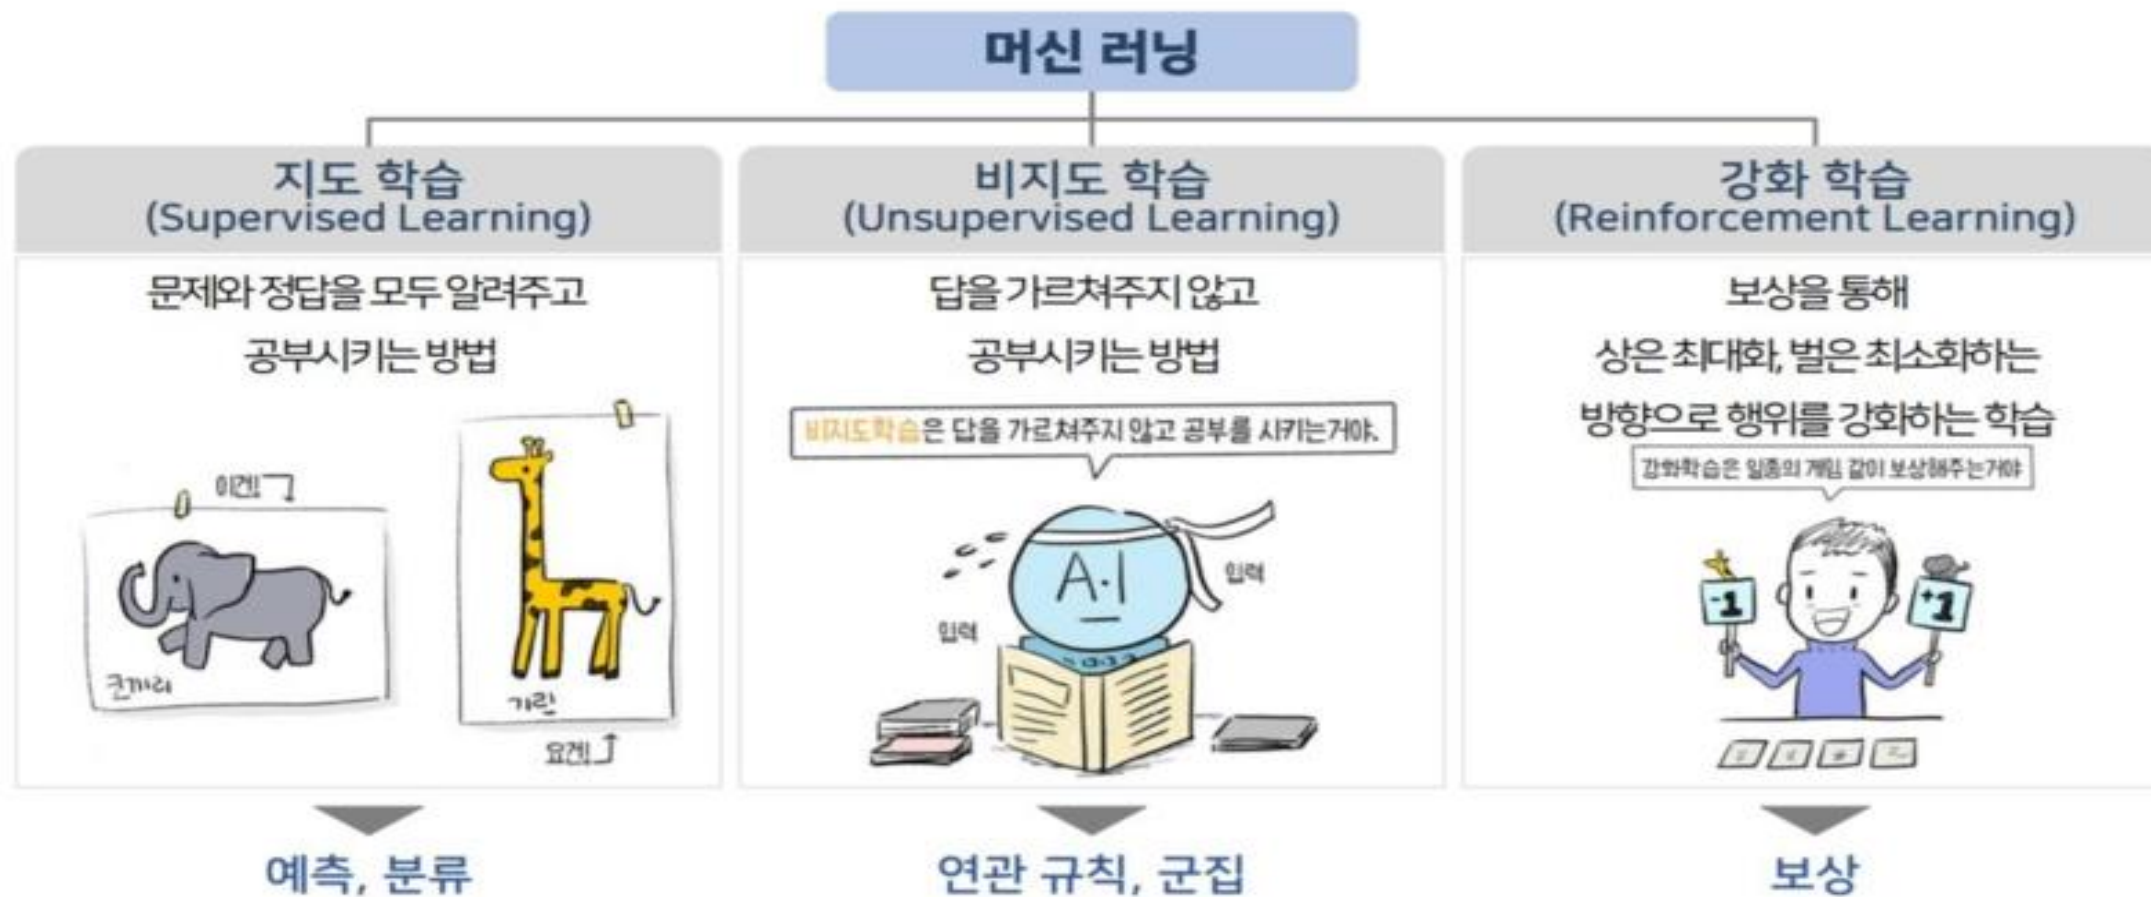 머신 러닝
지도 학습
(Supervised Learning)
문제와 정답을 모두 알려주고
공부시키는 방법
이겐!
코끼리
기린
요겐!
예측, 분류
비지도 학습
(Unsupervised Learning)
답을 가르쳐주지 않고
공부시키는 방법
비지도학습은 답을 가르쳐주지 않고 공부를 시키는거야.
A.I
입력
입력
연관 규칙, 군집
강화 학습
(Reinforcement Learning)
보상을 통해
상은 최대화, 벌은 최소화하는
방향으로 행위를 강화하는 학습
강화학습은 일종의 게임 같이 보상해주는거야
-1
+1
보상